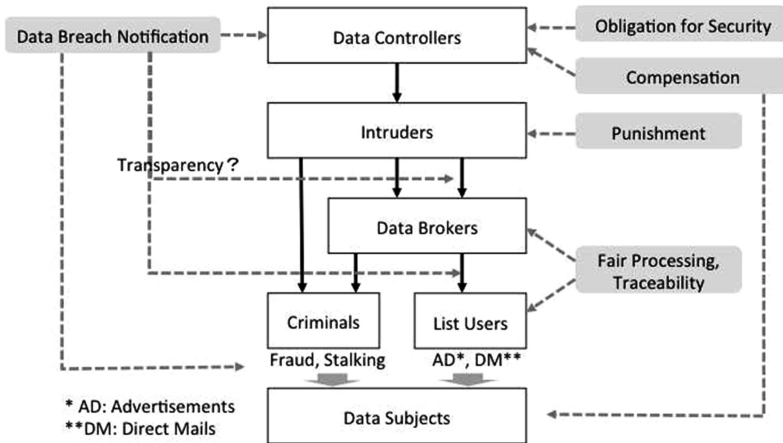 Data Breach Notification
Data Controllers
Obligation for Security
Compensation
Intruders
Punishment
Transparency?
Data Brokers
Fair Processing,
Traceability
Criminals
List Users
Fraud, Stalking
AD*, DM**
* AD: Advertisements
**DM: Direct Mails
Data Subjects